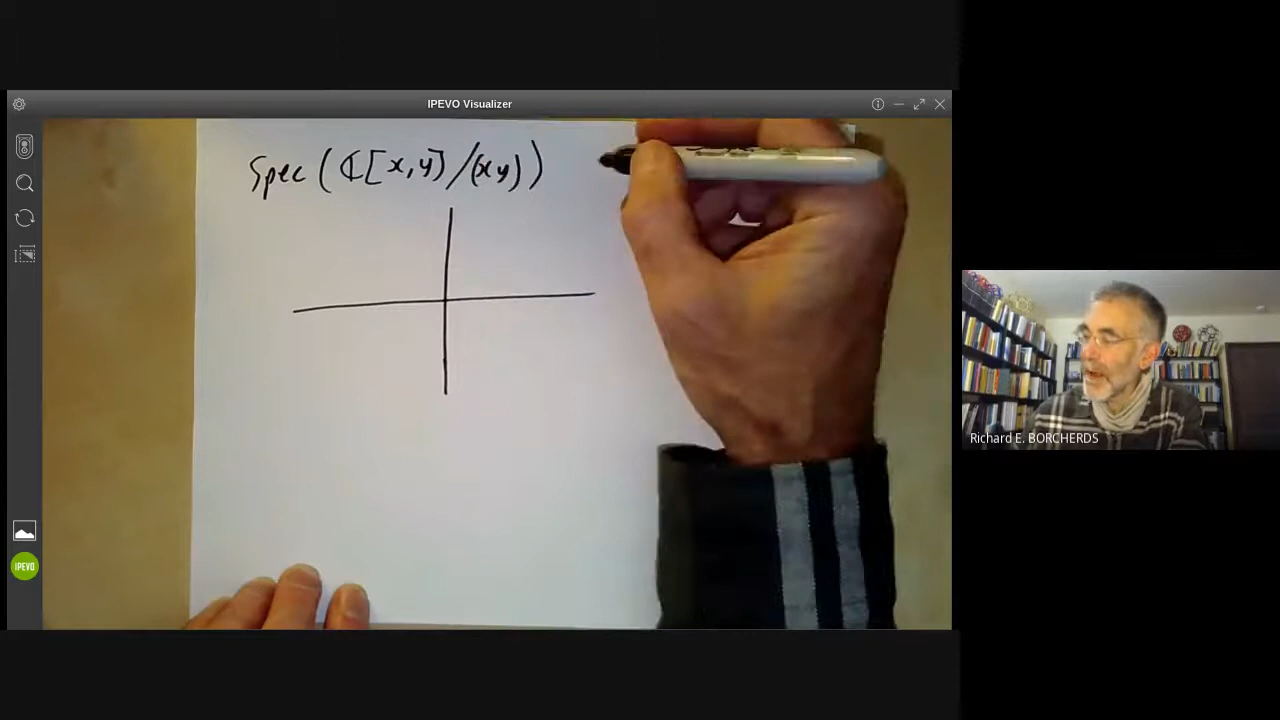 IPEVO Visualizer
Spec(ℂ[x,y]/(xy))
Richard E. BORCHERDS
IPEVO